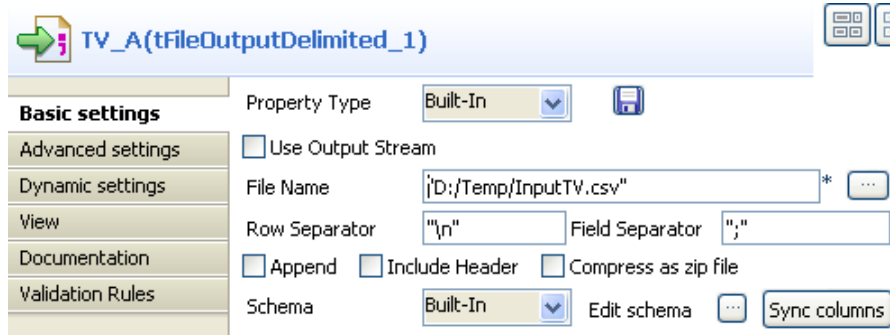 TV_A(tFileOutputDelimited_1)
Basic settings
Advanced settings
Dynamic settings
View
Documentation
Validation Rules
Property Type Built-In
Use Output Stream
File Name "D:/Temp/InputTV.csv" * ...
Row Separator "\n" Field Separator ";"
Append Include Header Compress as zip file
Schema Built-In Edit schema ... Sync columns